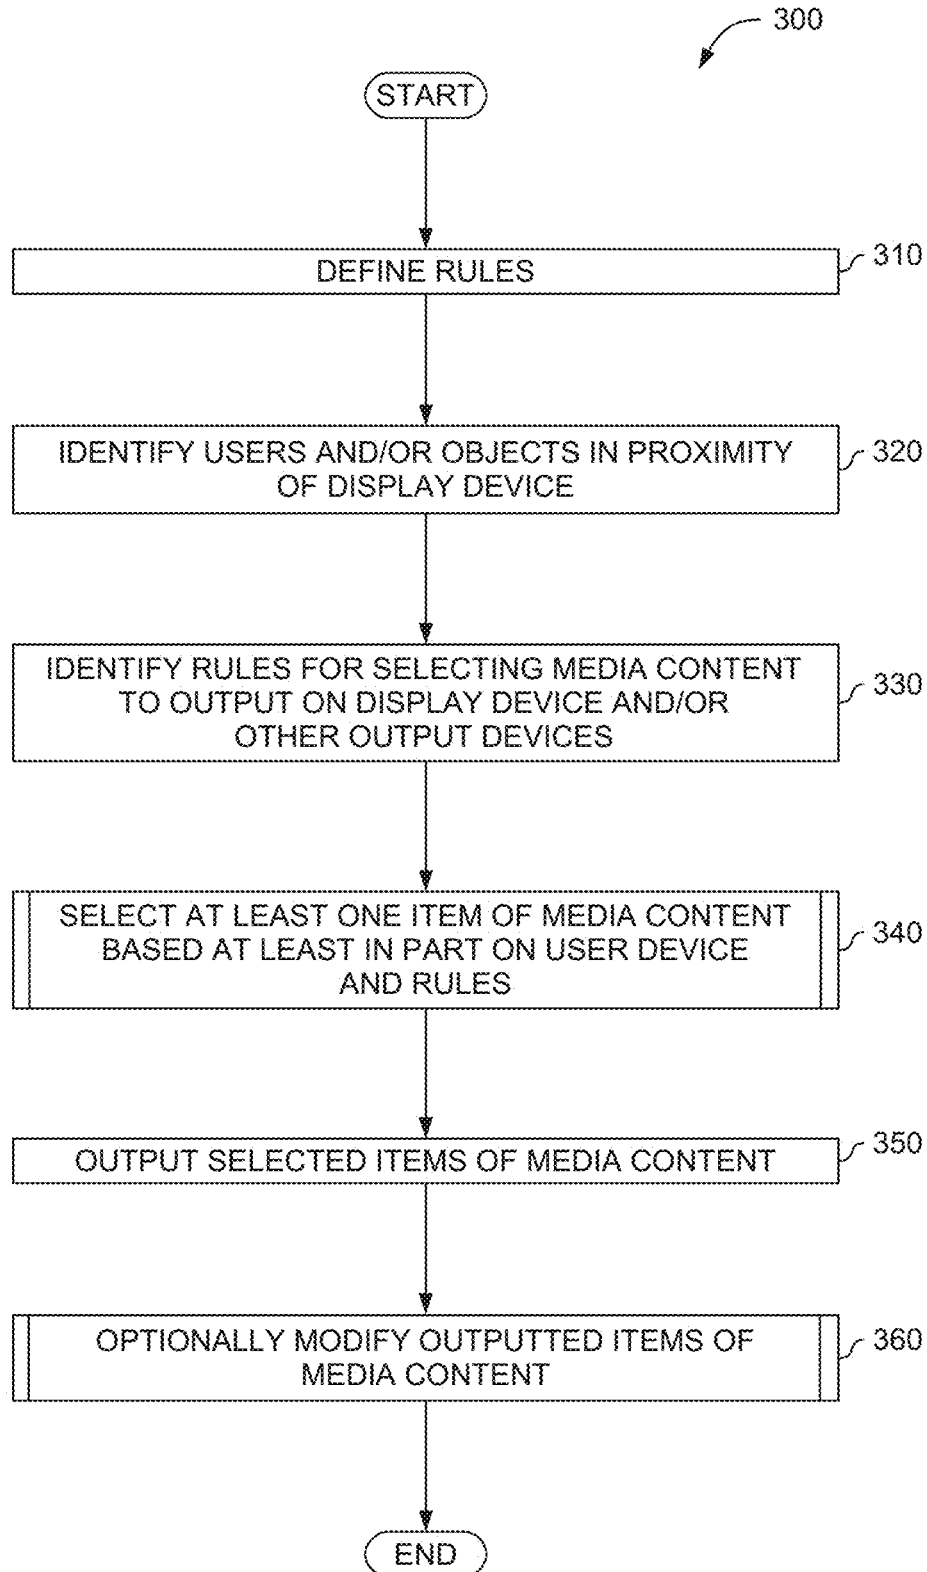 300
START
DEFINE RULES
310
IDENTIFY USERS AND/OR OBJECTS IN PROXIMITY
OF DISPLAY DEVICE
320
IDENTIFY RULES FOR SELECTING MEDIA CONTENT
TO OUTPUT ON DISPLAY DEVICE AND/OR
OTHER OUTPUT DEVICES
330
SELECT AT LEAST ONE ITEM OF MEDIA CONTENT
BASED AT LEAST IN PART ON USER DEVICE
AND RULES
340
OUTPUT SELECTED ITEMS OF MEDIA CONTENT
350
OPTIONALLY MODIFY OUTPUTTED ITEMS OF
MEDIA CONTENT
360
END